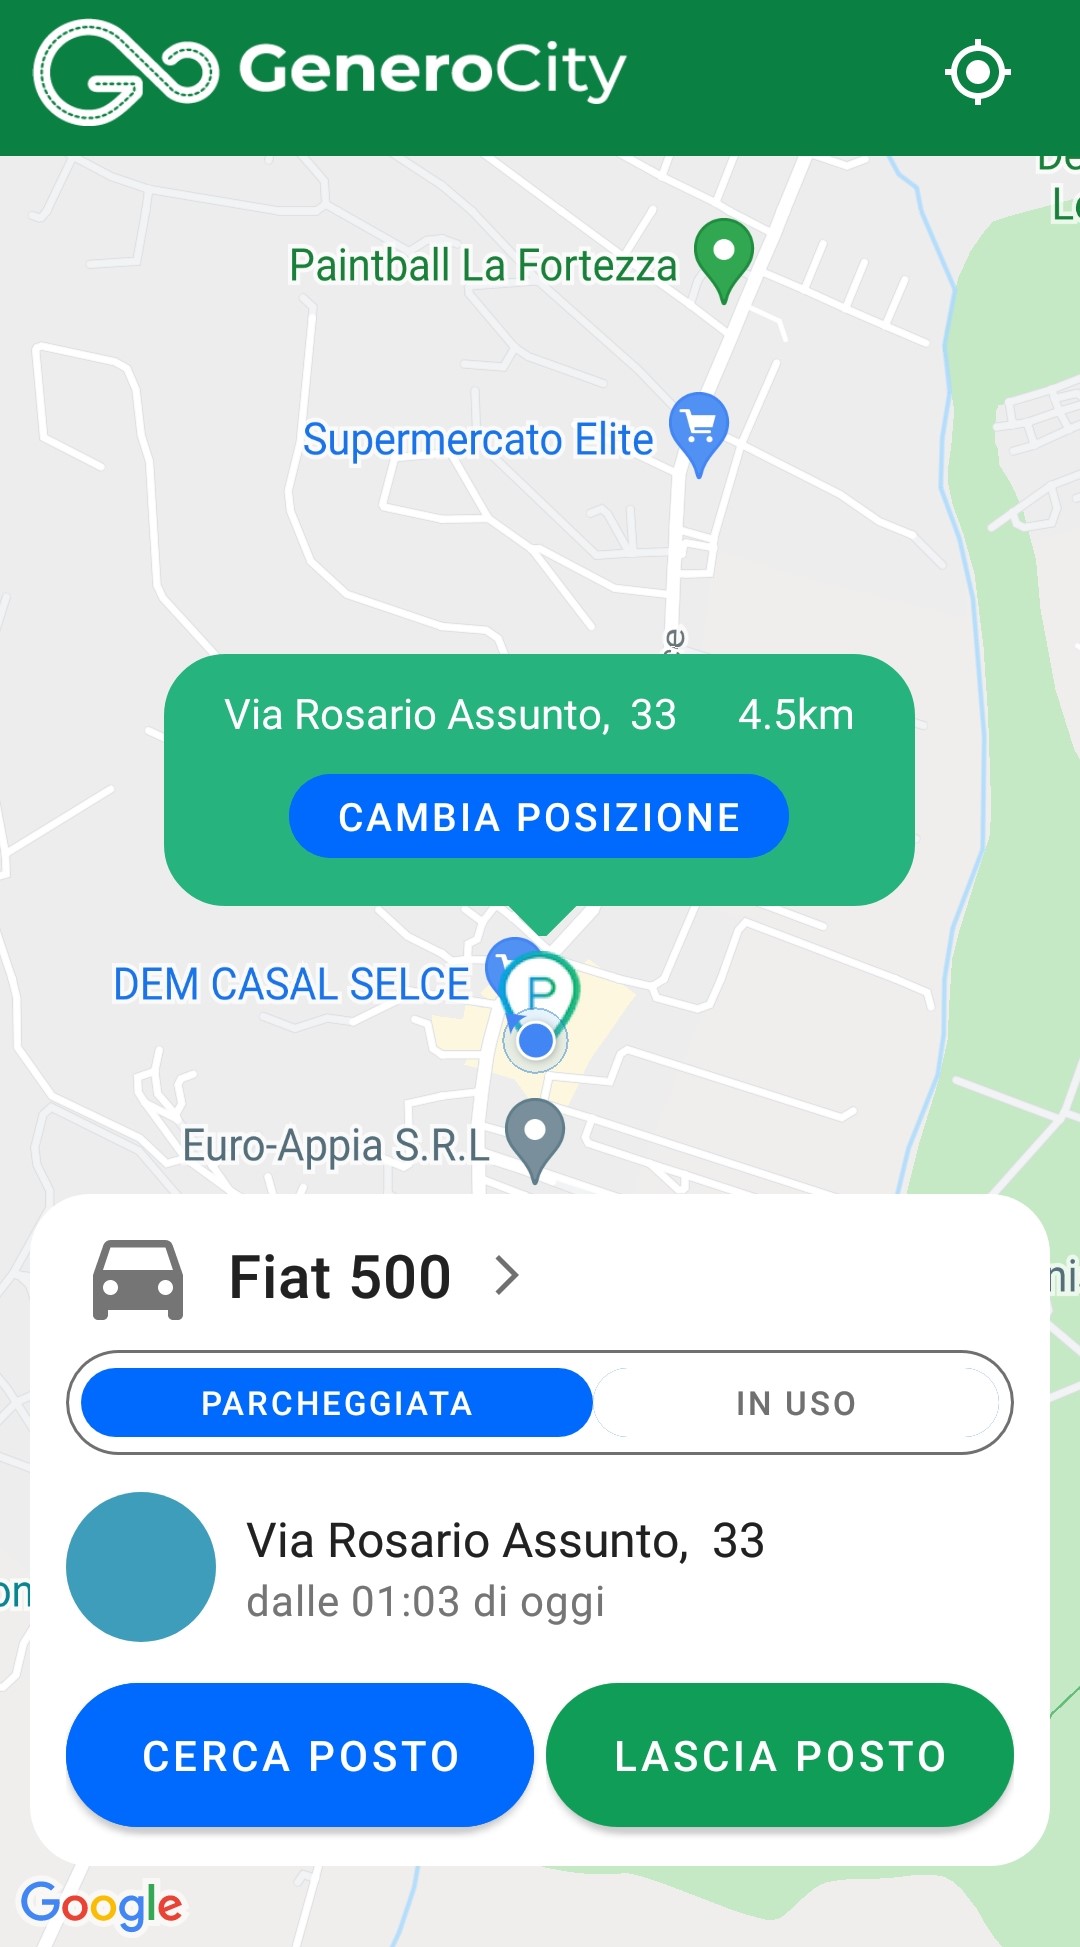 GeneroCity
Paintball La Fortezza
Supermercato Elite
Via Rosario Assunto, 33 4.5km
CAMBIA POSIZIONE
DEM CASAL SELCE
P
Euro-Appia S.R.L
Fiat 500
PARCHEGGIATA IN USO
Via Rosario Assunto, 33
dalle 01:03 di oggi
CERCA POSTO LASCIA POSTO
Google